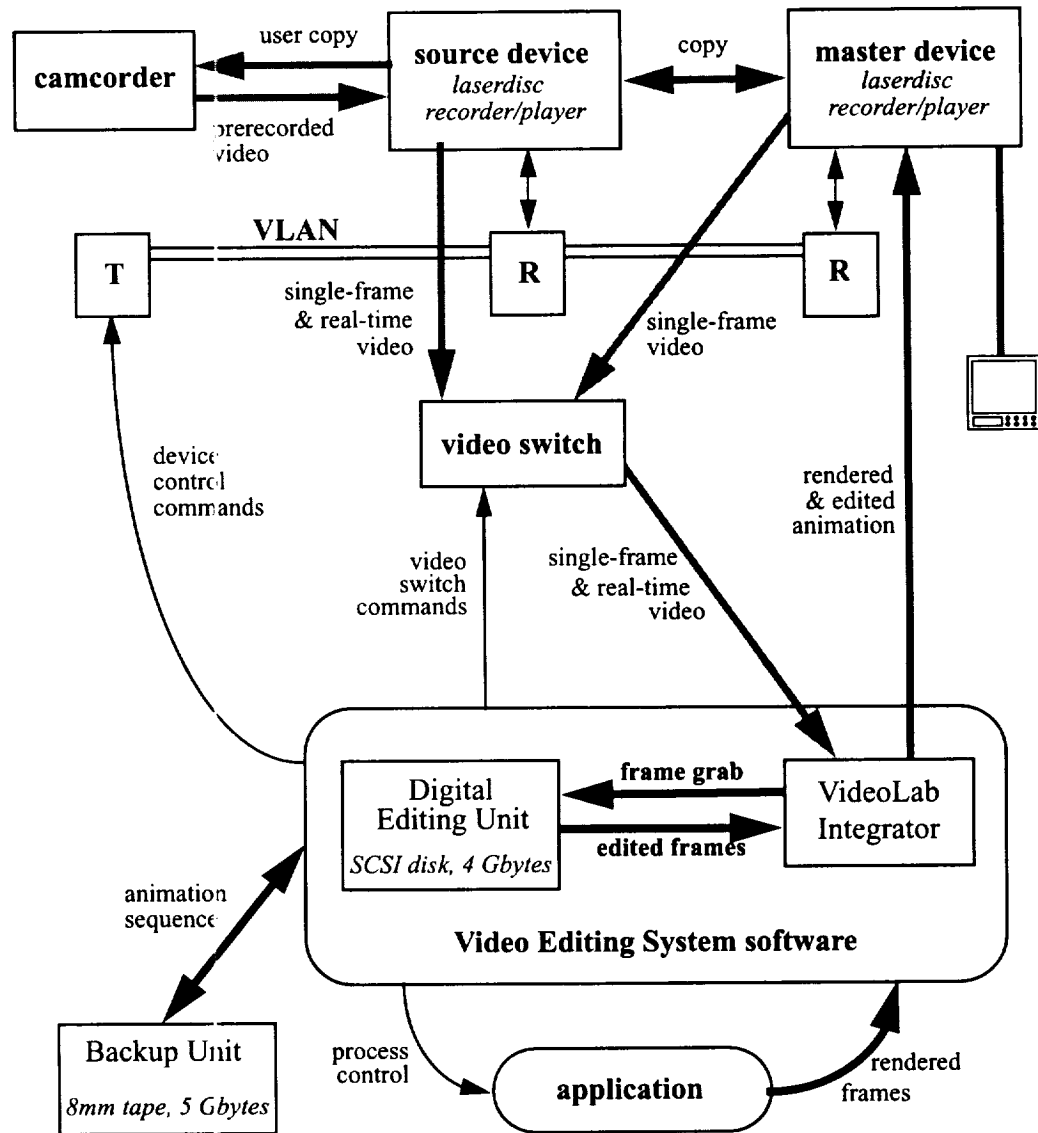 user copy
camcorder
prerecorded
video
source device
laserdisc
recorder/player
copy
master device
laserdisc
recorder/player
VLAN
T
R
R
single-frame
& real-time
video
single-frame
video
video switch
device
control
commands
video
switch
commands
single-frame
& real-time
video
rendered
& edited
animation
Digital
Editing Unit
SCSI disk, 4 Gbytes
frame grab
edited frames
VideoLab
Integrator
Video Editing System software
animation
sequence
Backup Unit
8mm tape, 5 Gbytes
process
control
application
rendered
frames